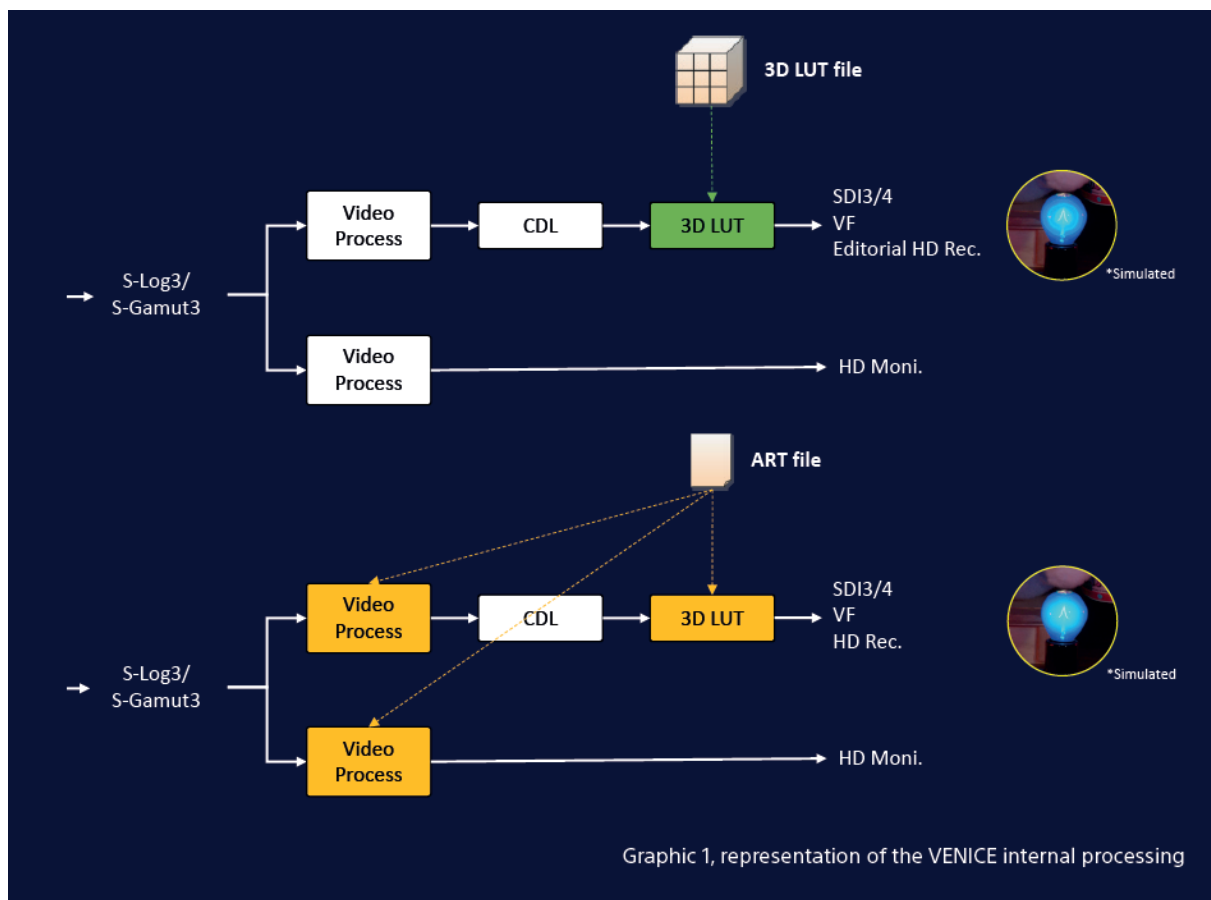 3D LUT file
Video
Process
CDL
3D LUT
SDI3/4
VF
Editorial HD Rec.
*Simulated
S-Log3/
S-Gamut3
Video
Process
HD Moni.
ART file
Video
Process
CDL
3D LUT
SDI3/4
VF
HD Rec.
*Simulated
S-Log3/
S-Gamut3
Video
Process
HD Moni.
Graphic 1, representation of the VENICE internal processing